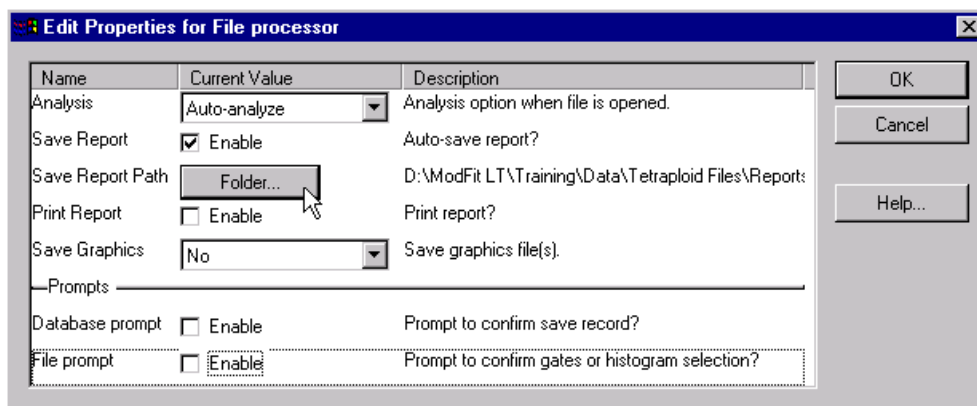 Edit Properties for File processor
Name Current Value Description
Analysis Auto-analyze Analysis option when file is opened.
Save Report Enable Auto-save report?
Save Report Path Folder... D:\ModFit LT\Training\Data\Tetraploid Files\Reports
Print Report Enable Print report?
Save Graphics No Save graphics file(s).
Prompts
Database prompt Enable Prompt to confirm save record?
File prompt Enable Prompt to confirm gates or histogram selection?
OK
Cancel
Help...